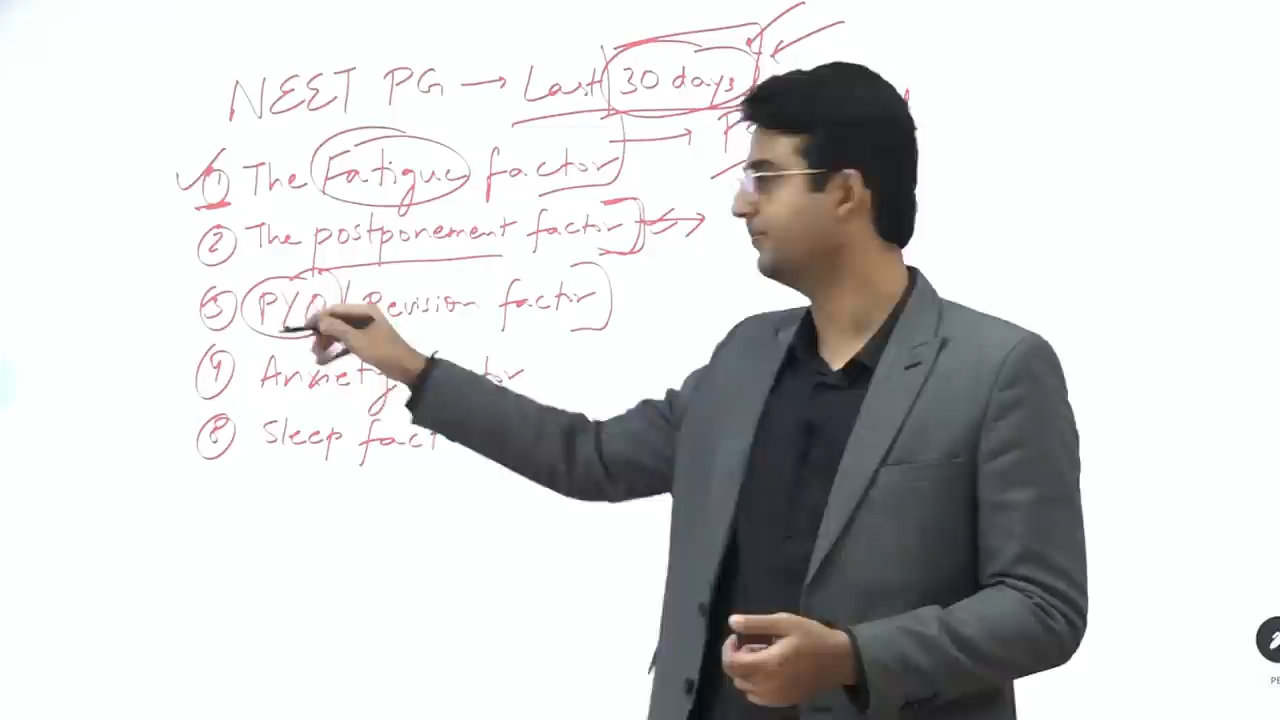 NEET PG → Last 30 days
① The Fatigue factor →
② The postponement factor] →
③ PYQ / Revision factor]
④ Anxiety
⑧ Sleep